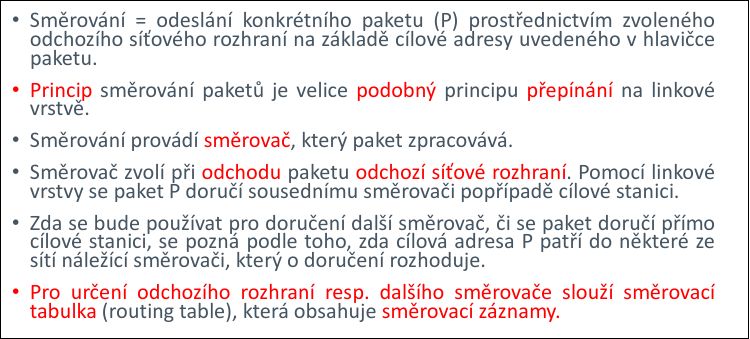 • Směrování = odeslání konkrétního paketu (P) prostřednictvím zvoleného
odchozího síťového rozhraní na základě cílové adresy uvedeného v hlavičce
paketu.
• Princip směrování paketů je velice podobný principu přepínání na linkové
vrstvě.
• Směrování provádí směrovač, který paket zpracovává.
• Směrovač zvolí při odchodu paketu odchozí síťové rozhraní. Pomocí linkové
vrstvy se paket P doručí sousednímu směrovači popřípadě cílové stanici.
• Zda se bude používat pro doručení další směrovač, či se paket doručí přímo
cílové stanici, se pozná podle toho, zda cílová adresa P patří do některé ze
sítí náležící směrovači, který o doručení rozhoduje.
• Pro určení odchozího rozhraní resp. dalšího směrovače slouží směrovací
tabulka (routing table), která obsahuje směrovací záznamy.